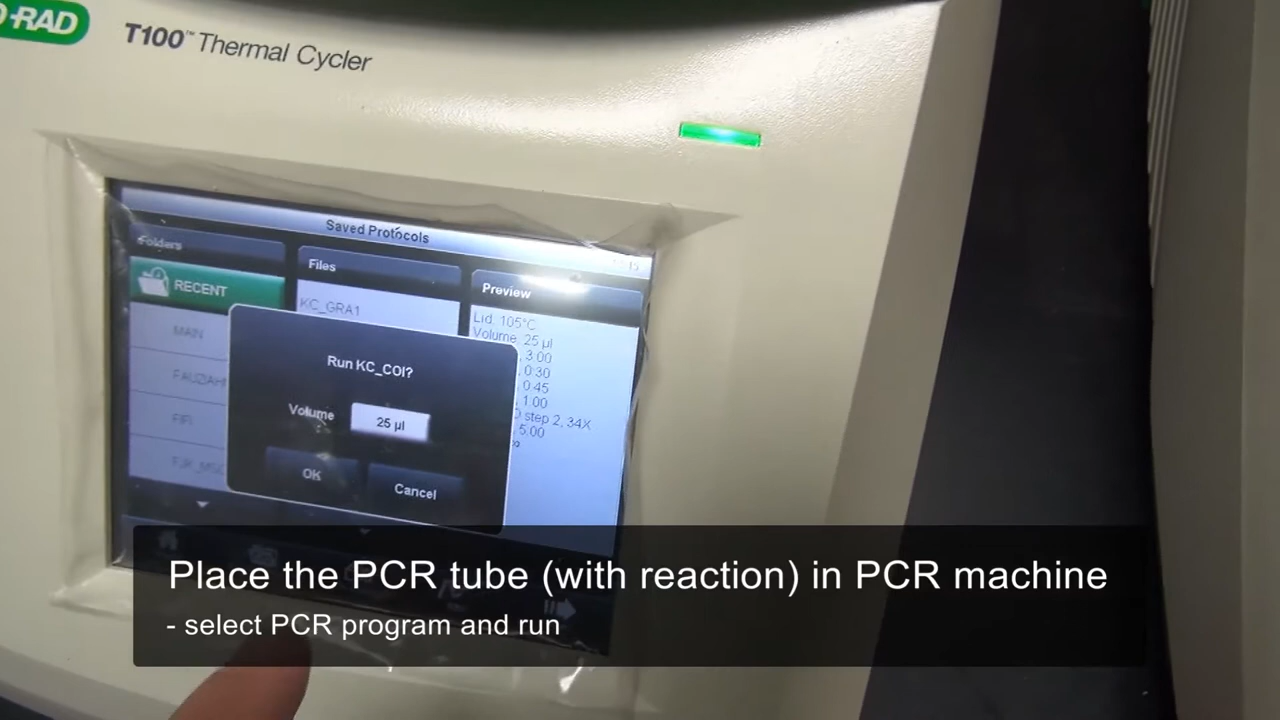 O-RAD
T100™ Thermal Cycler
Saved Protocols
Folders
Files
Preview
RECENT
KC_GRA1
MAIN
Lid, 105°C
Volume, 25 µl
, 3:00
, 0:30
, 0:45
, 1:00
step 2, 34X
, 5:00
∞
FIFI
Run KC_COI?
Volume
25 µl
OK
Cancel
Place the PCR tube (with reaction) in PCR machine
- select PCR program and run